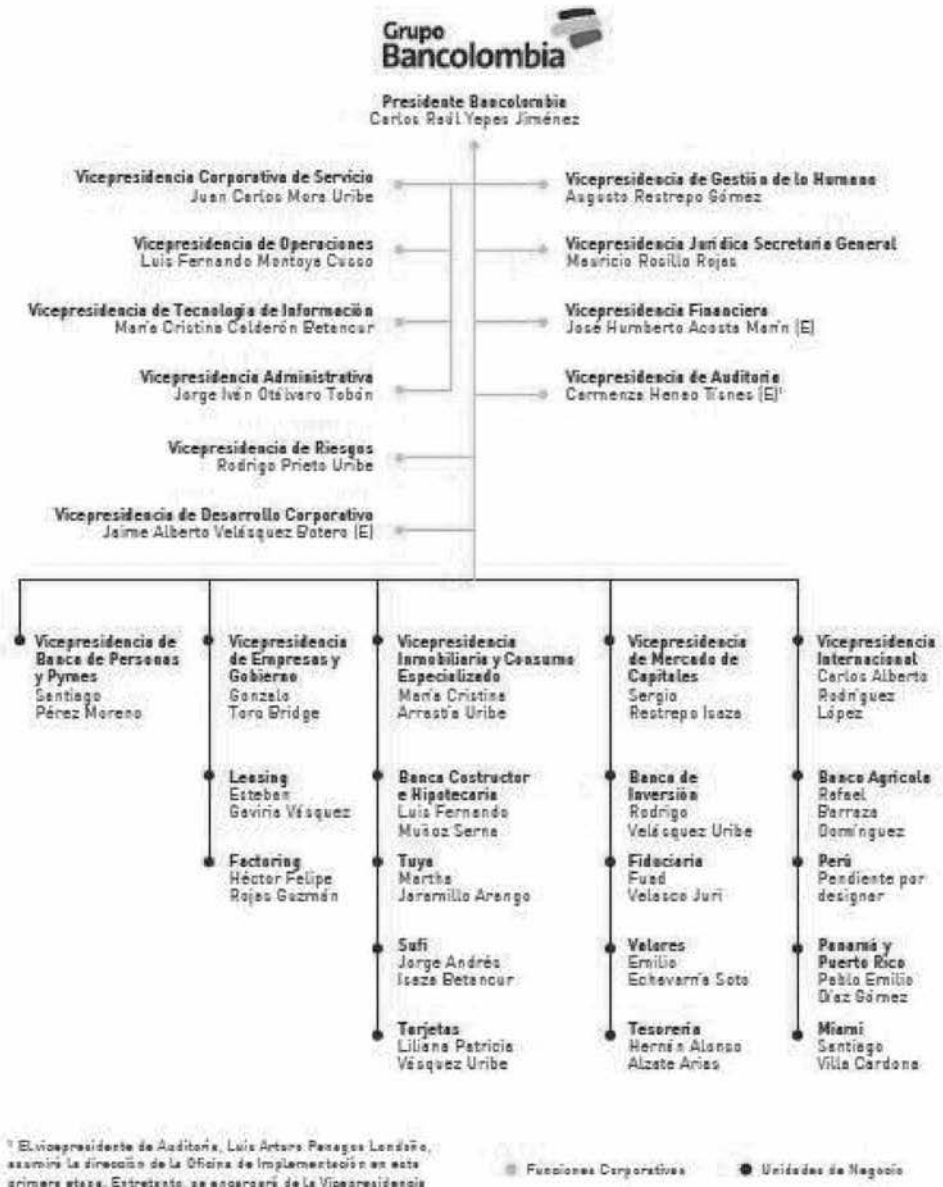 Grupo
Bancolombia
Presidente Bancolombia
Carlos Raúl Yepes Jiménez
Vicepresidencia Corporativa de Servicio
Juan Carlos Mora Uribe
Vicepresidencia de Operaciones
Luis Fernando Montoya Cusso
Vicepresidencia de Tecnología de Información
María Cristina Calderón Betancur
Vicepresidencia Administrativa
Jorge Iván Otálvaro Tobón
Vicepresidencia de Riesgos
Rodrigo Prieto Uribe
Vicepresidencia de Desarrollo Corporativo
Jaime Alberto Velásquez Botero (E)
Vicepresidencia de Gestión de lo Humano
Augusto Restrepo Gómez
Vicepresidencia Jurídica Secretaría General
Mauricio Rosillo Rojas
Vicepresidencia Financiera
José Humberto Acosta Martín (E)
Vicepresidencia de Auditoria
Carmenza Henao Tisnes (E)¹
Vicepresidencia de
Banca de Personas
y Pymes
Santiago
Pérez Moreno
Vicepresidencia
de Empresas y
Gobierno
Gonzalo
Toro Bridge
Leasing
Esteban
Gaviria Vásquez
Factoring
Héctor Felipe
Rojas Guzmán
Vicepresidencia
Inmobiliaria y Consumo
Especializado
María Cristina
Arrastía Uribe
Banca Costructor
e Hipotecaria
Luis Fernando
Muñoz Serna
Tuya
Martha
Jaramillo Arango
Sufi
Jorge Andrés
Isaza Betancur
Tarjetas
Liliana Patricia
Vásquez Uribe
Vicepresidencia
de Mercado de
Capitales
Sergio
Restrepo Isaza
Banca de
Inversión
Rodrigo
Velásquez Uribe
Fiduciaria
Fuad
Velasco Juri
Valores
Emilio
Echavarría Soto
Tesorería
Hernán Alonso
Alzate Arias
Vicepresidencia
Internacional
Carlos Alberto
Rodríguez
López
Banco Agrícola
Rafael
Barraza
Domínguez
Perú
Pendiente por
designar
Panamá y
Puerto Rico
Pablo Emilio
Díaz Gómez
Miami
Santiago
Villa Cardona
¹ El vicepresidente de Auditoria, Luis Arturo Penagos Londoño,
asumirá la dirección de la Oficina de Implementación en esta
primera etapa. Entretanto, se encargará de la Vicepresidencia
Funciones Corporativas
Unidades de Negocio